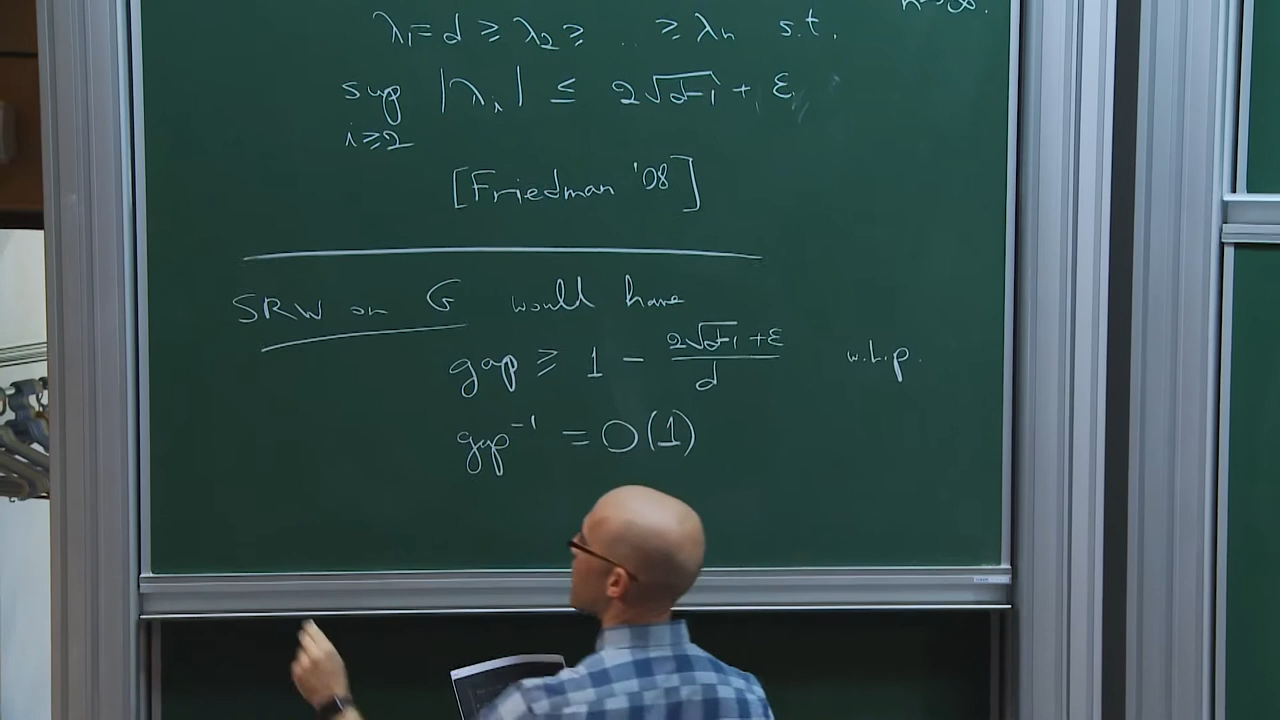 n→∞.
λ₁ = d ≥ λ₂ ≥ ... ≥ λₙ s.t.
sup |λᵢ| ≤ 2√(d-1) + ε
i≥2
[Friedman '08]
SRW on G would have
gap ≥ 1 - (2√(d-1) + ε)/d w.h.p.
gap⁻¹ = O(1)